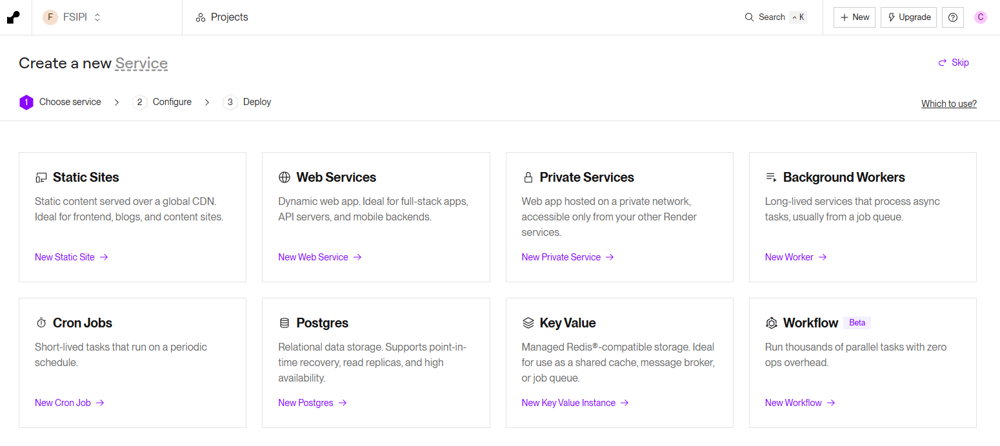 F FSIPI
Projects
Search ^ K
+ New
Upgrade
?
C
Create a new Service
Skip
1 Choose service > 2 Configure > 3 Deploy
Which to use?
Static Sites
Static content served over a global CDN.
Ideal for frontend, blogs, and content sites.
New Static Site →
Web Services
Dynamic web app. Ideal for full-stack apps,
API servers, and mobile backends.
New Web Service →
Private Services
Web app hosted on a private network,
accessible only from your other Render
services.
New Private Service →
Background Workers
Long-lived services that process async
tasks, usually from a job queue.
New Worker →
Cron Jobs
Short-lived tasks that run on a periodic
schedule.
New Cron Job →
Postgres
Relational data storage. Supports point-in-
time recovery, read replicas, and high
availability.
New Postgres →
Key Value
Managed Redis®-compatible storage. Ideal
for use as a shared cache, message broker,
or job queue.
New Key Value Instance →
Workflow Beta
Run thousands of parallel tasks with zero
ops overhead.
New Workflow →